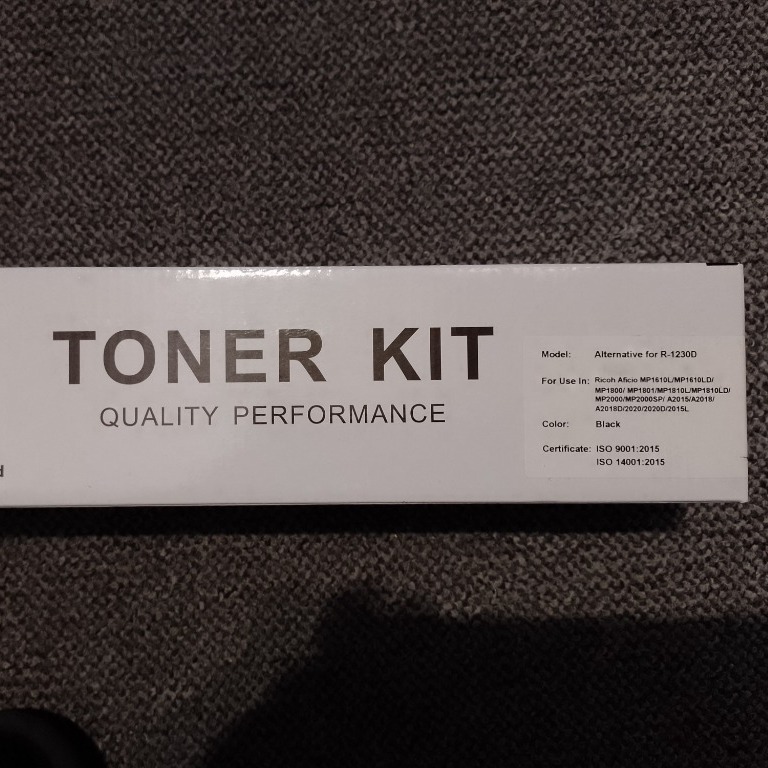 TONER KIT
QUALITY PERFORMANCE
d
Model: Alternative for R-1230D
For Use In: Ricoh Aficio MP1610L/MP1610LD/
MP1800/ MP1801/MP1810L/MP1810LD/
MP2000/MP2000SP/ A2015/A2018/
A2018D/2020/2020D/2015L
Color: Black
Certificate: ISO 9001:2015
ISO 14001:2015